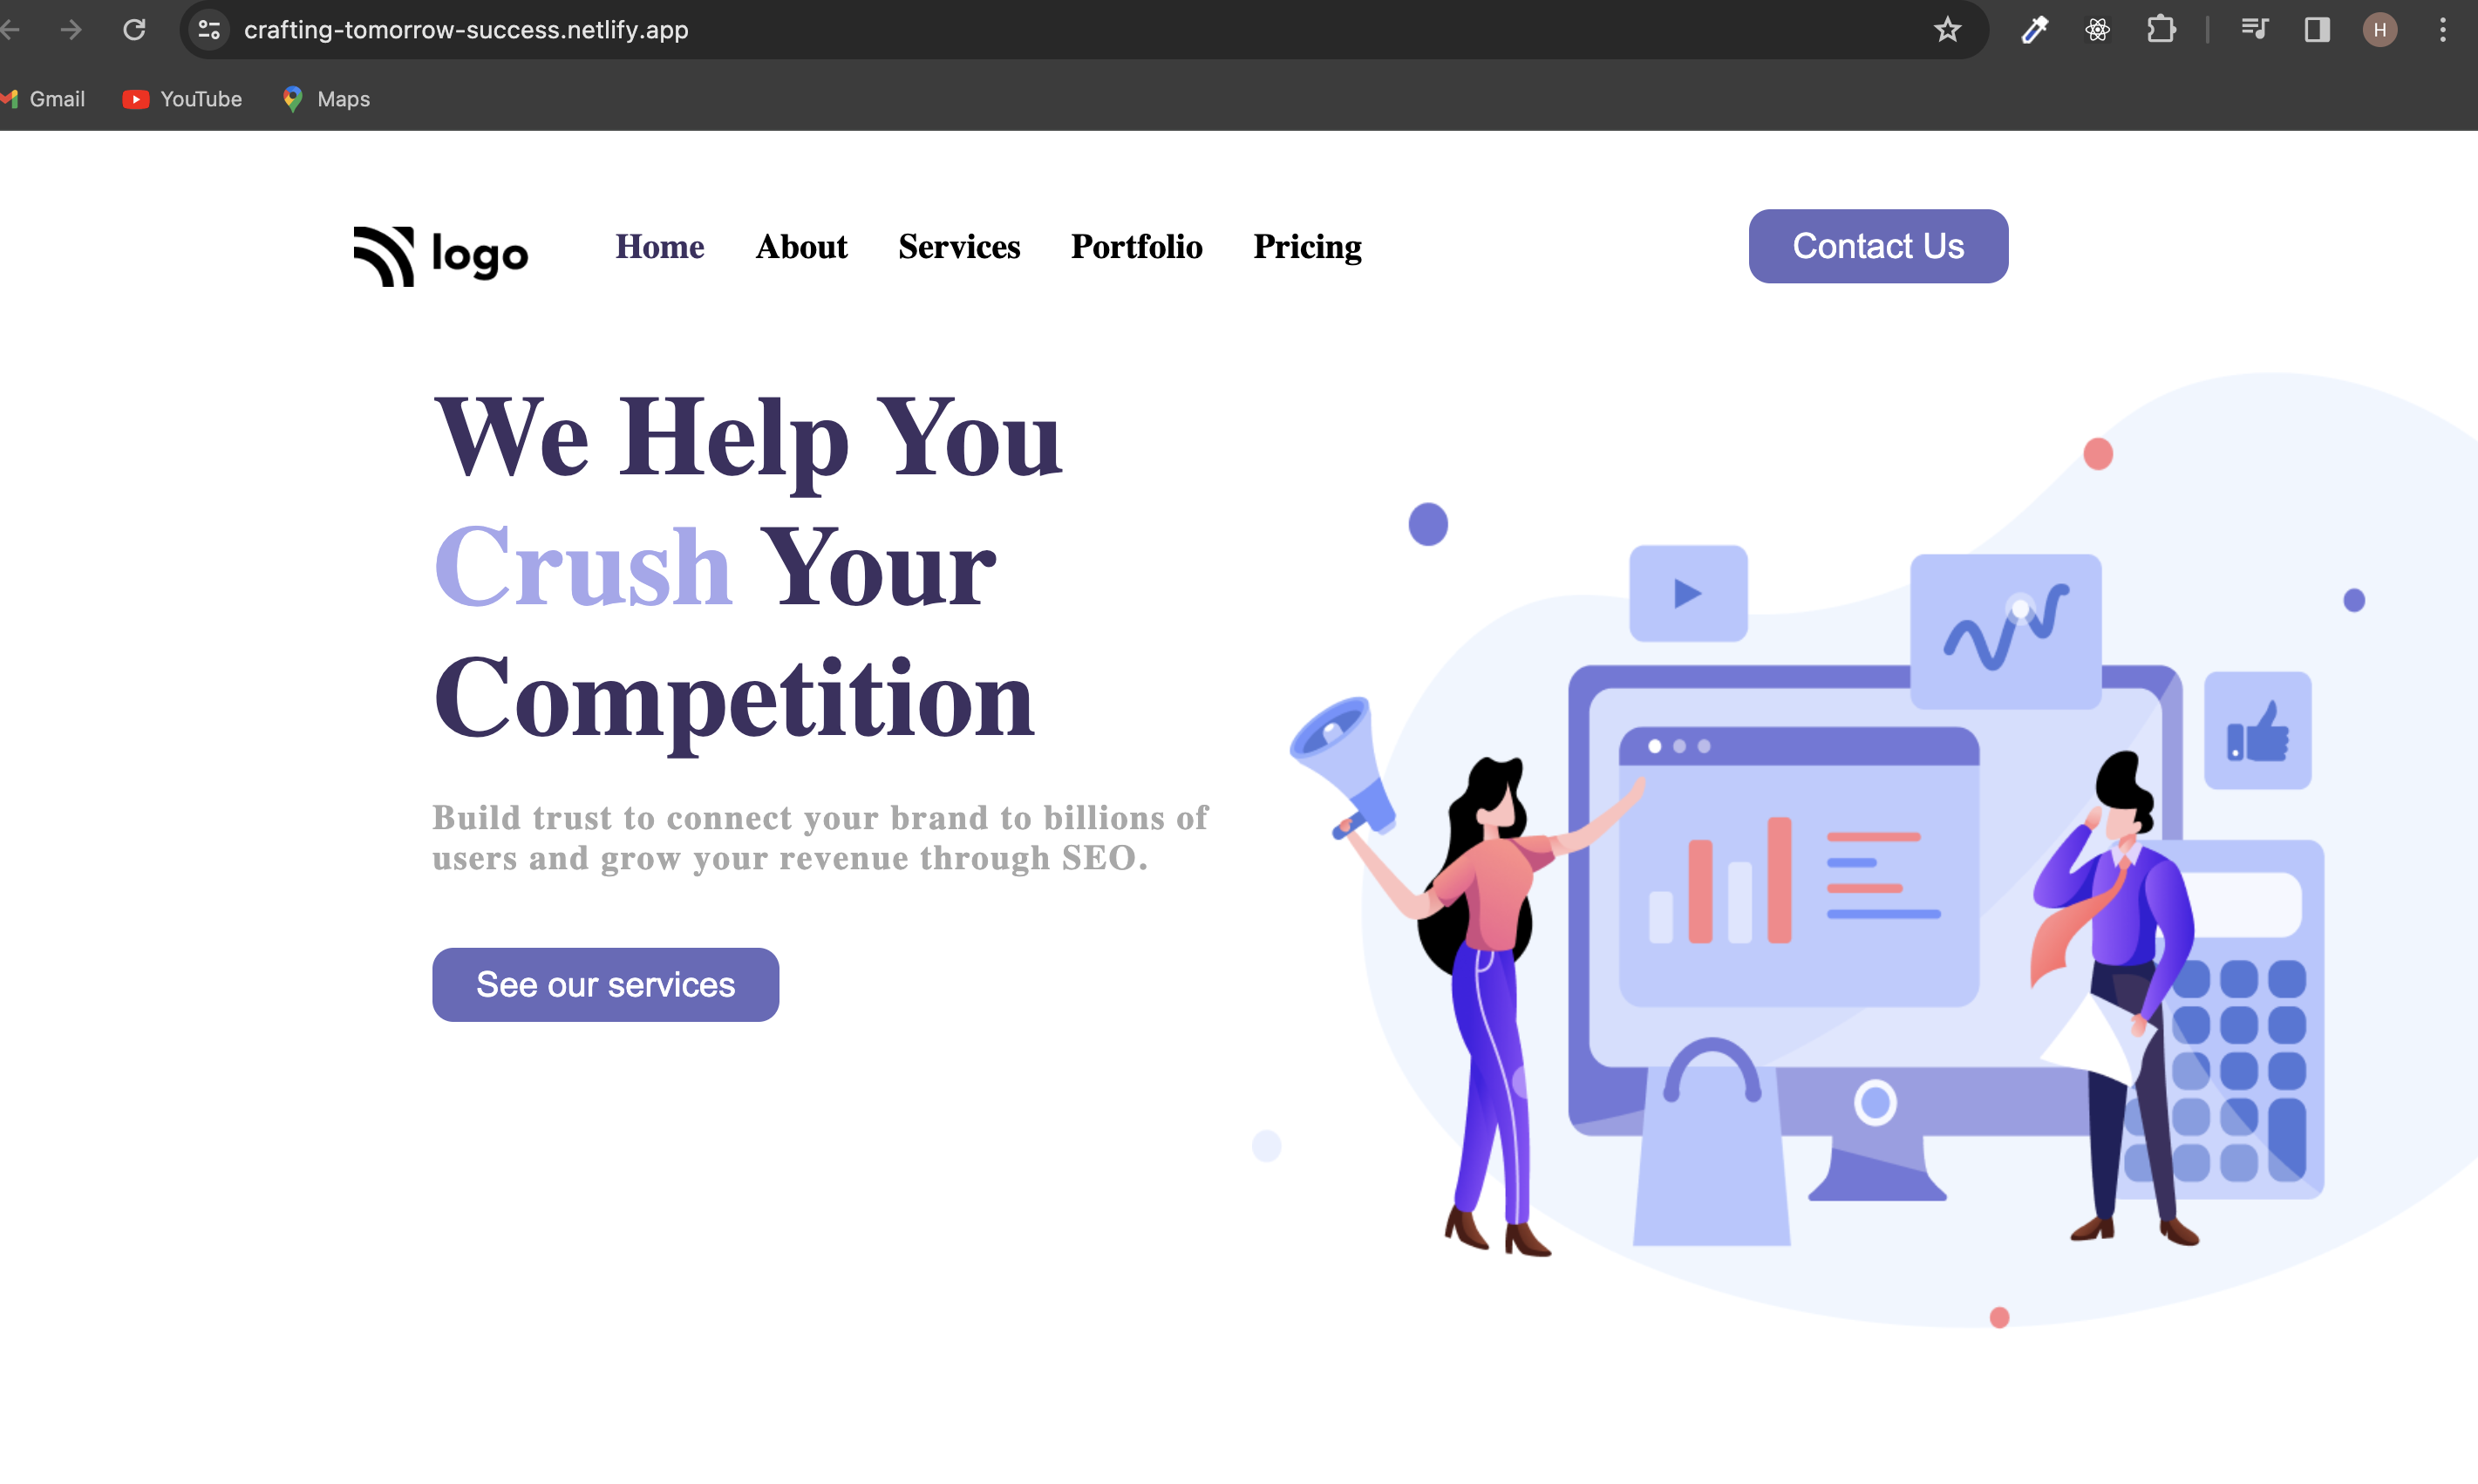 crafting-tomorrow-success.netlify.app
H
Gmail YouTube Maps
logo Home About Services Portfolio Pricing Contact Us
We Help You
Crush Your
Competition
Build trust to connect your brand to billions of
users and grow your revenue through SEO.
See our services